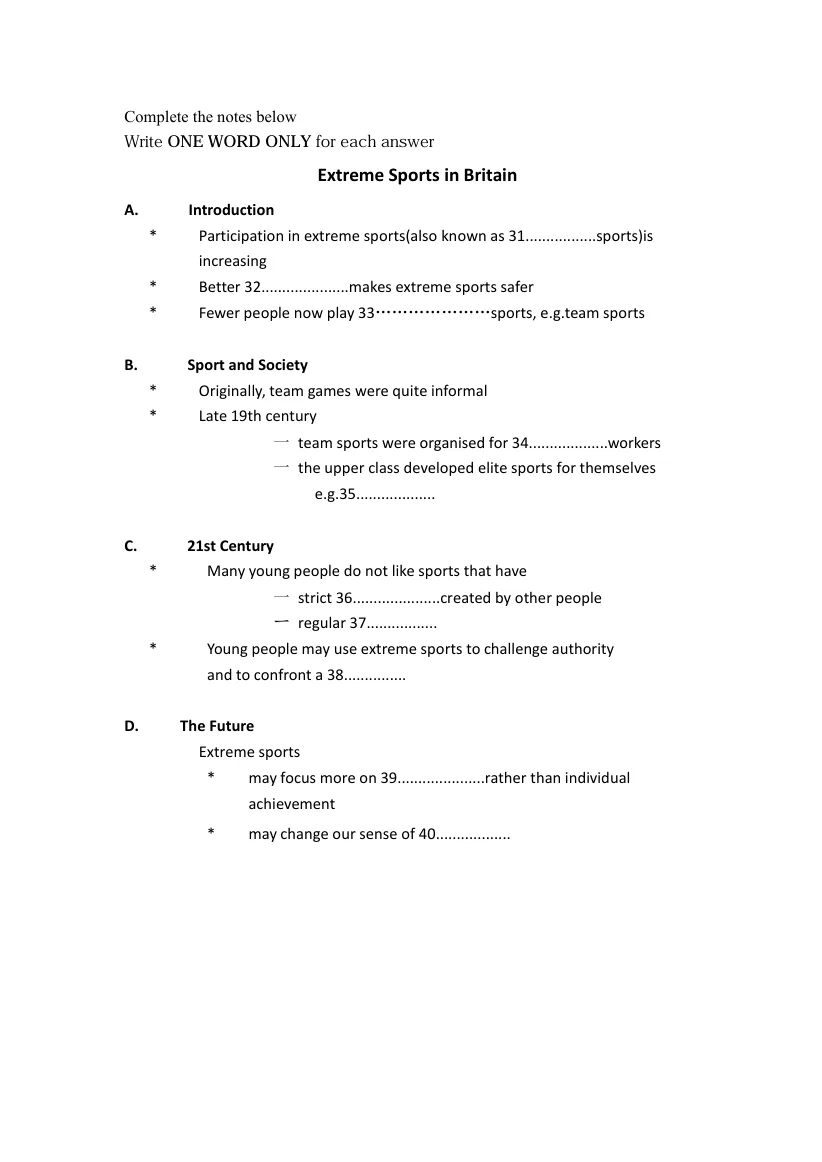 Complete the notes below
Write ONE WORD ONLY for each answer
Extreme Sports in Britain
A. Introduction
* Participation in extreme sports(also known as 31.................sports)is
increasing
* Better 32.....................makes extreme sports safer
* Fewer people now play 33·····················sports, e.g.team sports
B. Sport and Society
* Originally, team games were quite informal
* Late 19th century
一 team sports were organised for 34...................workers
一 the upper class developed elite sports for themselves
e.g.35...................
C. 21st Century
* Many young people do not like sports that have
一 strict 36.....................created by other people
一 regular 37.................
* Young people may use extreme sports to challenge authority
and to confront a 38...............
D. The Future
Extreme sports
* may focus more on 39.....................rather than individual
achievement
* may change our sense of 40..................